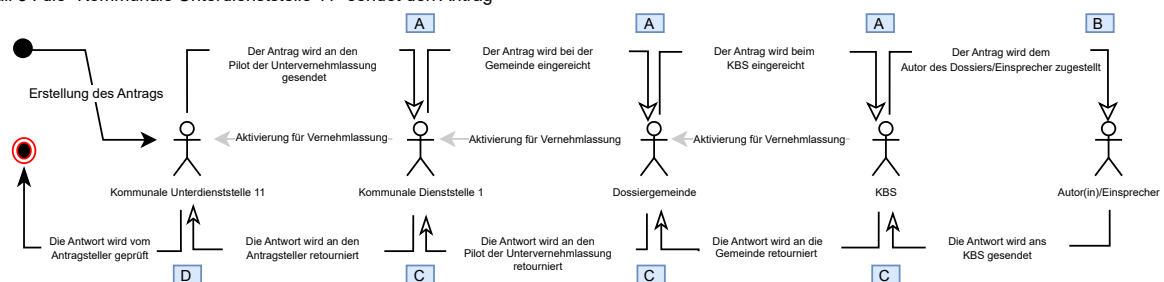 die "Kommunale Unterdienststelle 11" sendet den Antrag
A
A
A
B
Der Antrag wird an den
Pilot der Untervernehmlassung
gesendet
Der Antrag wird bei der
Gemeinde eingereicht
Der Antrag wird beim
KBS eingereicht
Der Antrag wird dem
Autor des Dossiers/Einsprecher zugestellt
Erstellung des Antrags
Aktivierung für Vernehmlassung
Aktivierung für Vernehmlassung
Aktivierung für Vernehmlassung
Kommunale Unterdienststelle 11
Kommunale Dienststelle 1
Dossiergemeinde
KBS
Autor(in)/Einsprecher
Die Antwort wird vom
Antragsteller geprüft
Die Antwort wird an den
Antragsteller retourniert
Die Antwort wird an den
Pilot der Untervernehmlassung
retourniert
Die Antwort wird an die
Gemeinde retourniert
Die Antwort wird ans
KBS gesendet
D
C
C
C